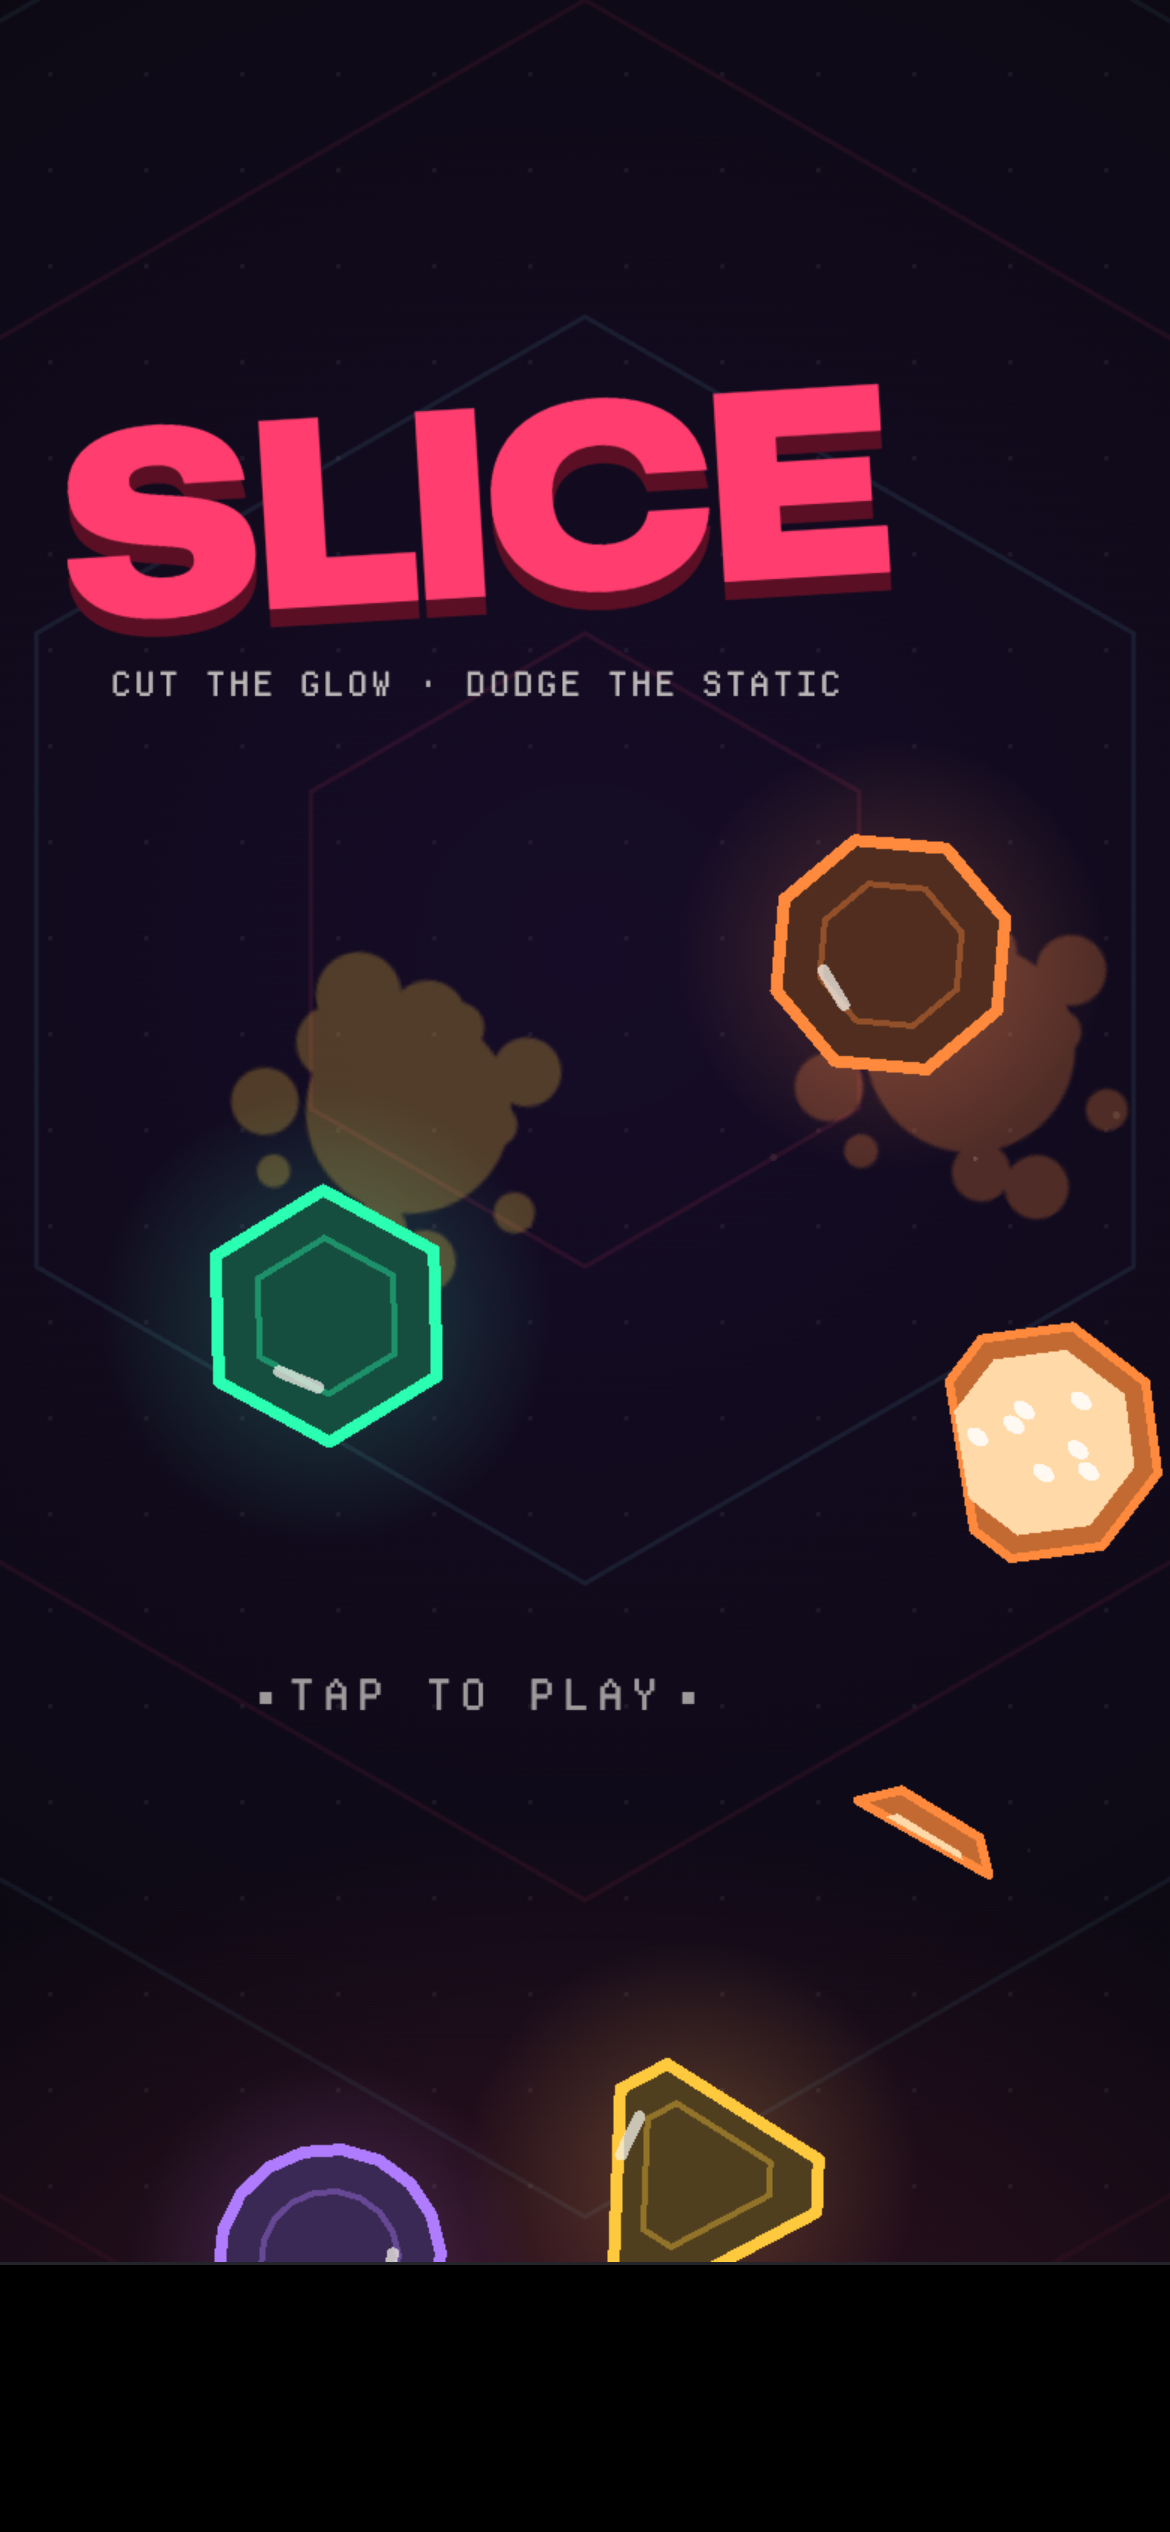 SLICE
CUT THE GLOW · DODGE THE STATIC
▪ TAP TO PLAY ▪